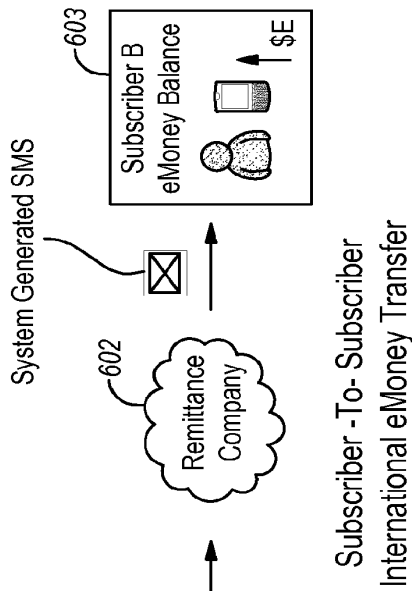 System Generated SMS
603
Subscriber B
eMoney Balance
$E
602
Remittance
Company
Subscriber -To- Subscriber
International eMoney Transfer